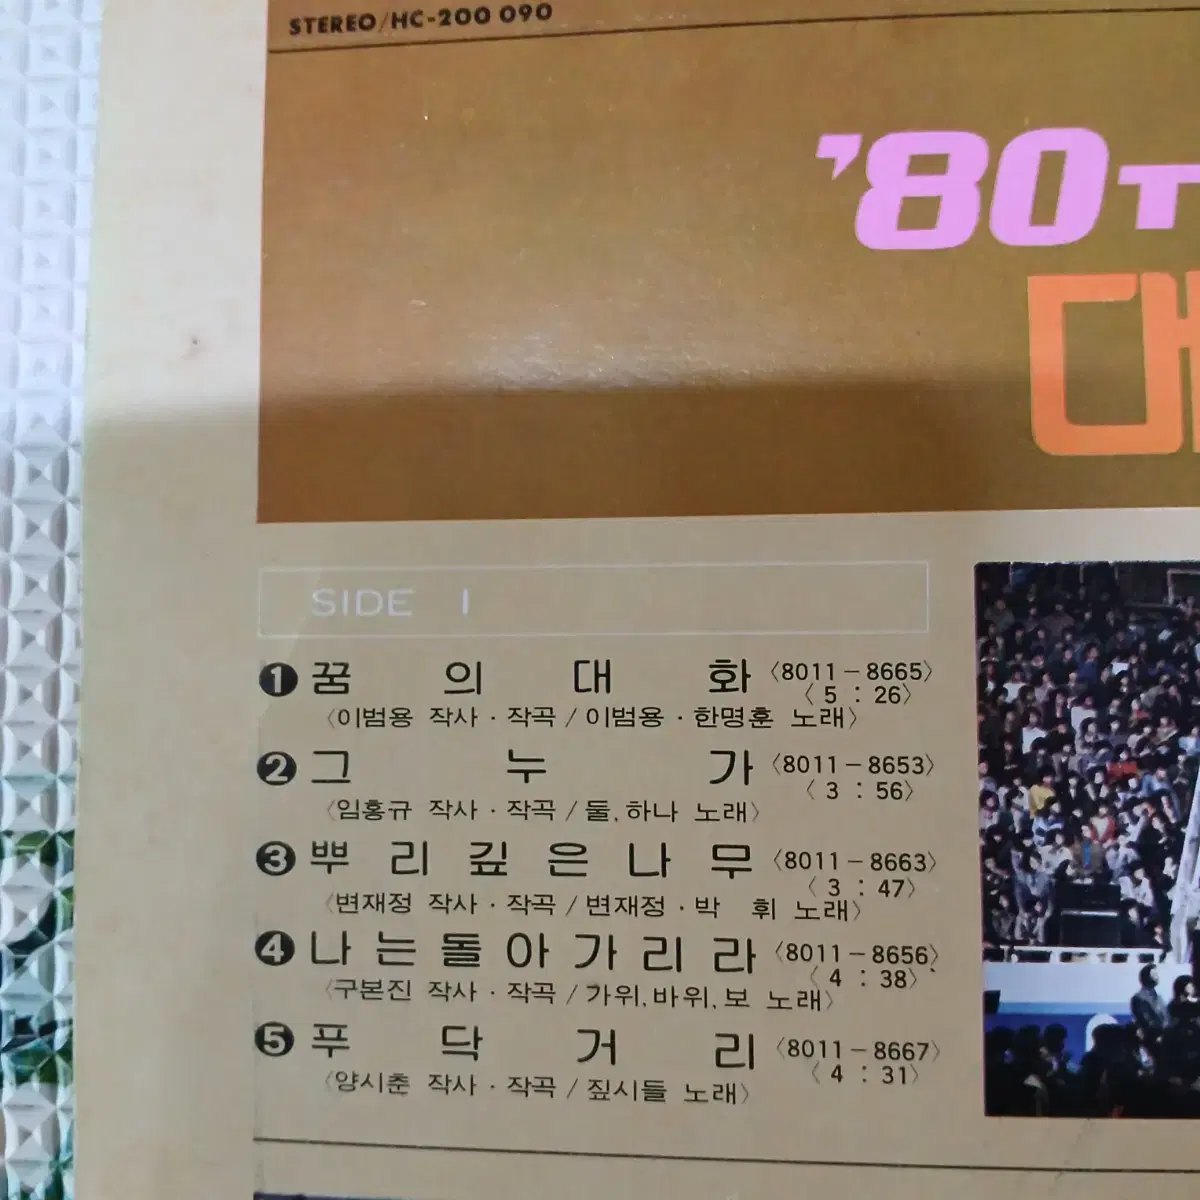 STEREO/HC-200 090
'80
대
SIDE 1
❶ 꿈의대화 〈8011-8665〉
〈5:26〉
〈이범용 작사·작곡/이범용·한명훈 노래〉
❷ 그누가 〈8011-8653〉
〈3:56〉
〈임홍규 작사·작곡/둘,하나 노래〉
❸ 뿌리깊은나무 〈8011-8663〉
〈3:47〉
〈변재정 작사·작곡/변재정·박 휘 노래〉
❹ 나는돌아가리라 〈8011-8656〉
〈4:38〉
〈구본진 작사·작곡/가위,바위,보 노래〉
❺ 푸닥거리 〈8011-8667〉
〈4:31〉
〈양시춘 작사·작곡/짚시들 노래〉